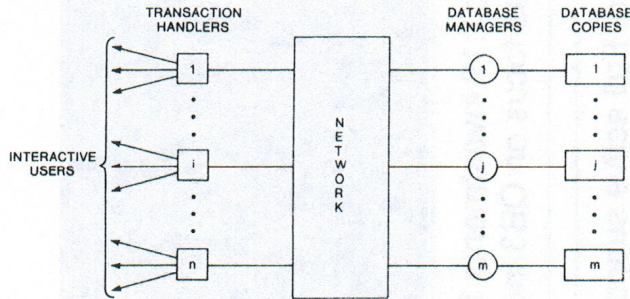 TRANSACTION
HANDLERS
DATABASE
MANAGERS
DATABASE
COPIES
1
1
1
INTERACTIVE
USERS
i
NETWORK
j
j
n
m
m